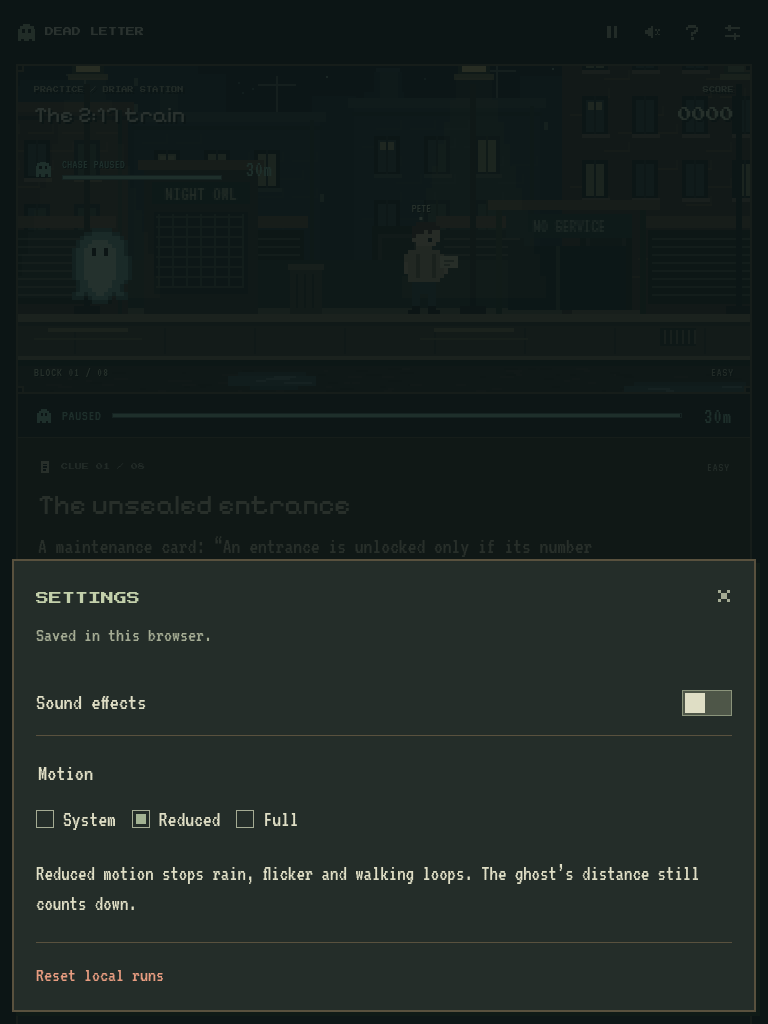 DEAD LETTER
PRACTICE / BRIAR STATION
SCORE
The 2:17 train
0000
CHASE PAUSED
30m
NIGHT OWL
PETE
NO SERVICE
BLOCK 01 / 08
EASY
PAUSED
30m
CLUE 01 / 06
EASY
The unsealed entrance
A maintenance card: “An entrance is unlocked only if its number
SETTINGS
Saved in this browser.
Sound effects
Motion
System
Reduced
Full
Reduced motion stops rain, flicker and walking loops. The ghost’s distance still
counts down.
Reset local runs